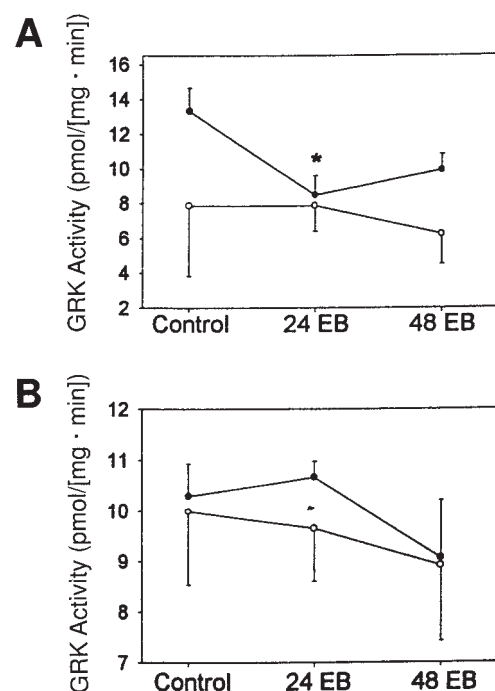 A
GRK Activity (pmol/[mg · min])
16
14
12
10
8
6
4
2
*
Control 24 EB 48 EB
B
GRK Activity (pmol/[mg · min])
12
11
10
9
8
7
Control 24 EB 48 EB